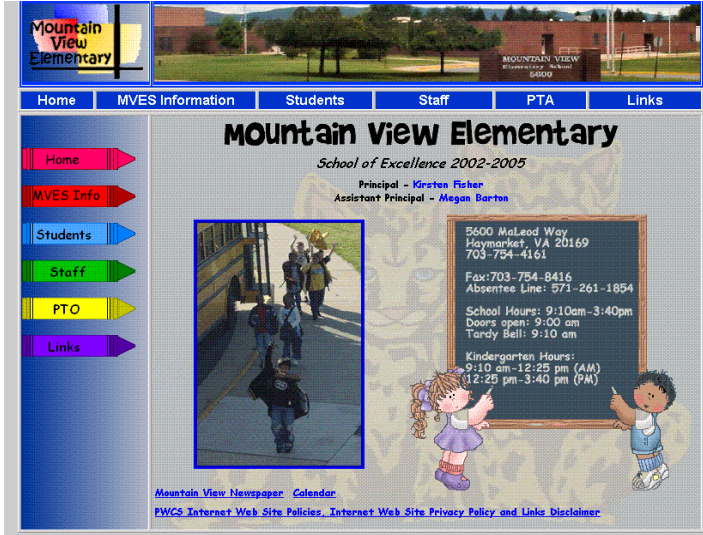 Mountain
View
Elementary
MOUNTAIN VIEW
Elementary School
5600
Home MVES Information Students Staff PTA Links
Home
MVES Info
Students
Staff
PTO
Links
Mountain View Elementary
School of Excellence 2002-2005
Principal - Kirsten Fisher
Assistant Principal - Megan Barton
5600 McLeod Way
Haymarket, VA 20169
703-754-4161
Fax:703-754-8416
Absentee Line: 571-261-1854
School Hours: 9:10am-3:40pm
Doors open: 9:00 am
Tardy Bell: 9:10 am
Kindergarten Hours:
9:10 am-12:25 pm (AM)
12:25 pm-3:40 pm (PM)
Mountain View Newspaper Calendar
PWCS Internet Web Site Policies, Internet Web Site Privacy Policy and Links Disclaimer